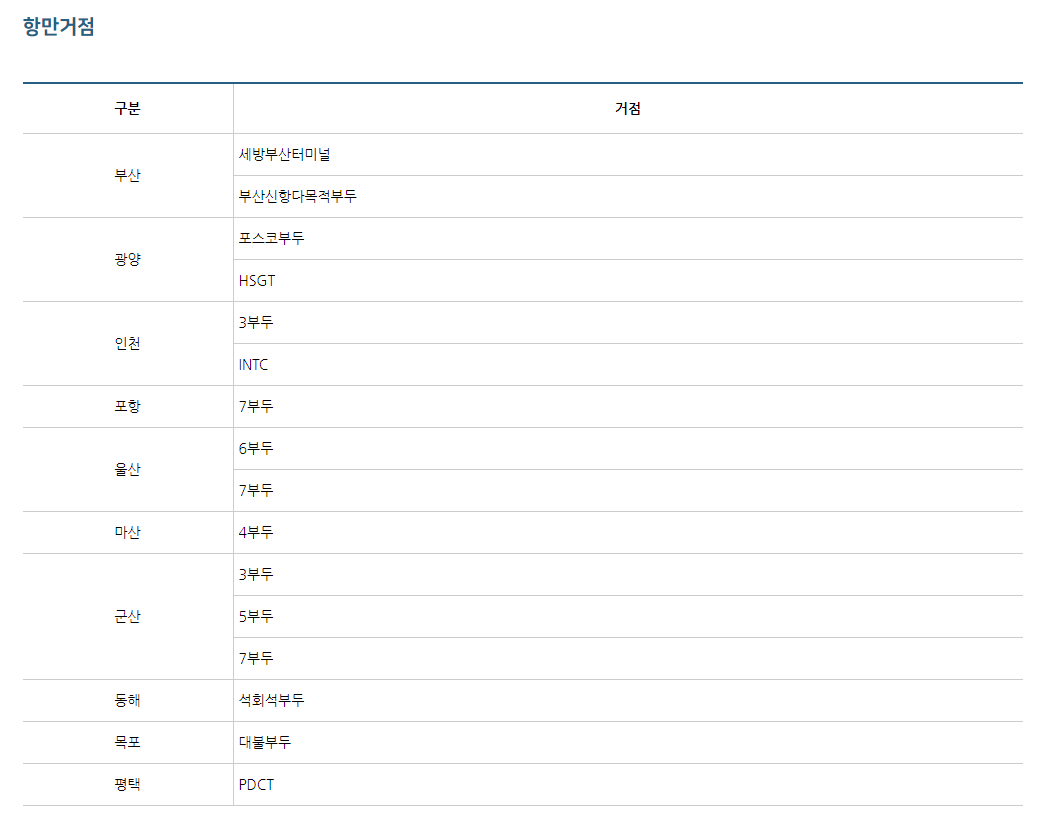 항만거점
구분 거점
부산 세방부산터미널
부산신항다목적부두
광양 포스코부두
HSGT
인천 3부두
INTC
포항 7부두
울산 6부두
7부두
마산 4부두
군산 3부두
5부두
7부두
동해 석회석부두
목포 대불부두
평택 PDCT